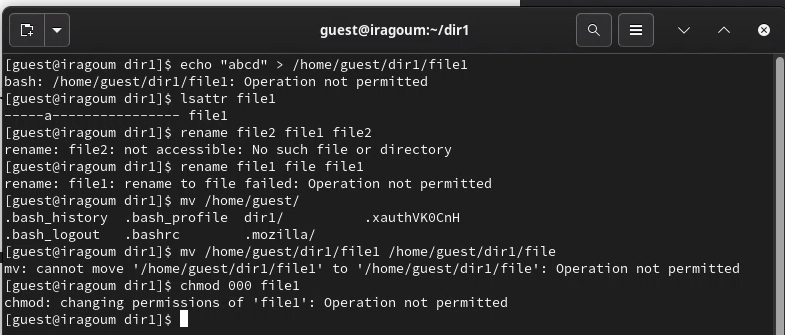 guest@iragoum:~/dir1
[guest@iragoum dir1]$ echo "abcd" > /home/guest/dir1/file1
bash: /home/guest/dir1/file1: Operation not permitted
[guest@iragoum dir1]$ lsattr file1
-----a---------------- file1
[guest@iragoum dir1]$ rename file2 file1 file2
rename: file2: not accessible: No such file or directory
[guest@iragoum dir1]$ rename file1 file file1
rename: file1: rename to file failed: Operation not permitted
[guest@iragoum dir1]$ mv /home/guest/
.bash_history  .bash_profile  dir1/          .xauthVK0CnH
.bash_logout   .bashrc        .mozilla/
[guest@iragoum dir1]$ mv /home/guest/dir1/file1 /home/guest/dir1/file
mv: cannot move '/home/guest/dir1/file1' to '/home/guest/dir1/file': Operation not permitted
[guest@iragoum dir1]$ chmod 000 file1
chmod: changing permissions of 'file1': Operation not permitted
[guest@iragoum dir1]$